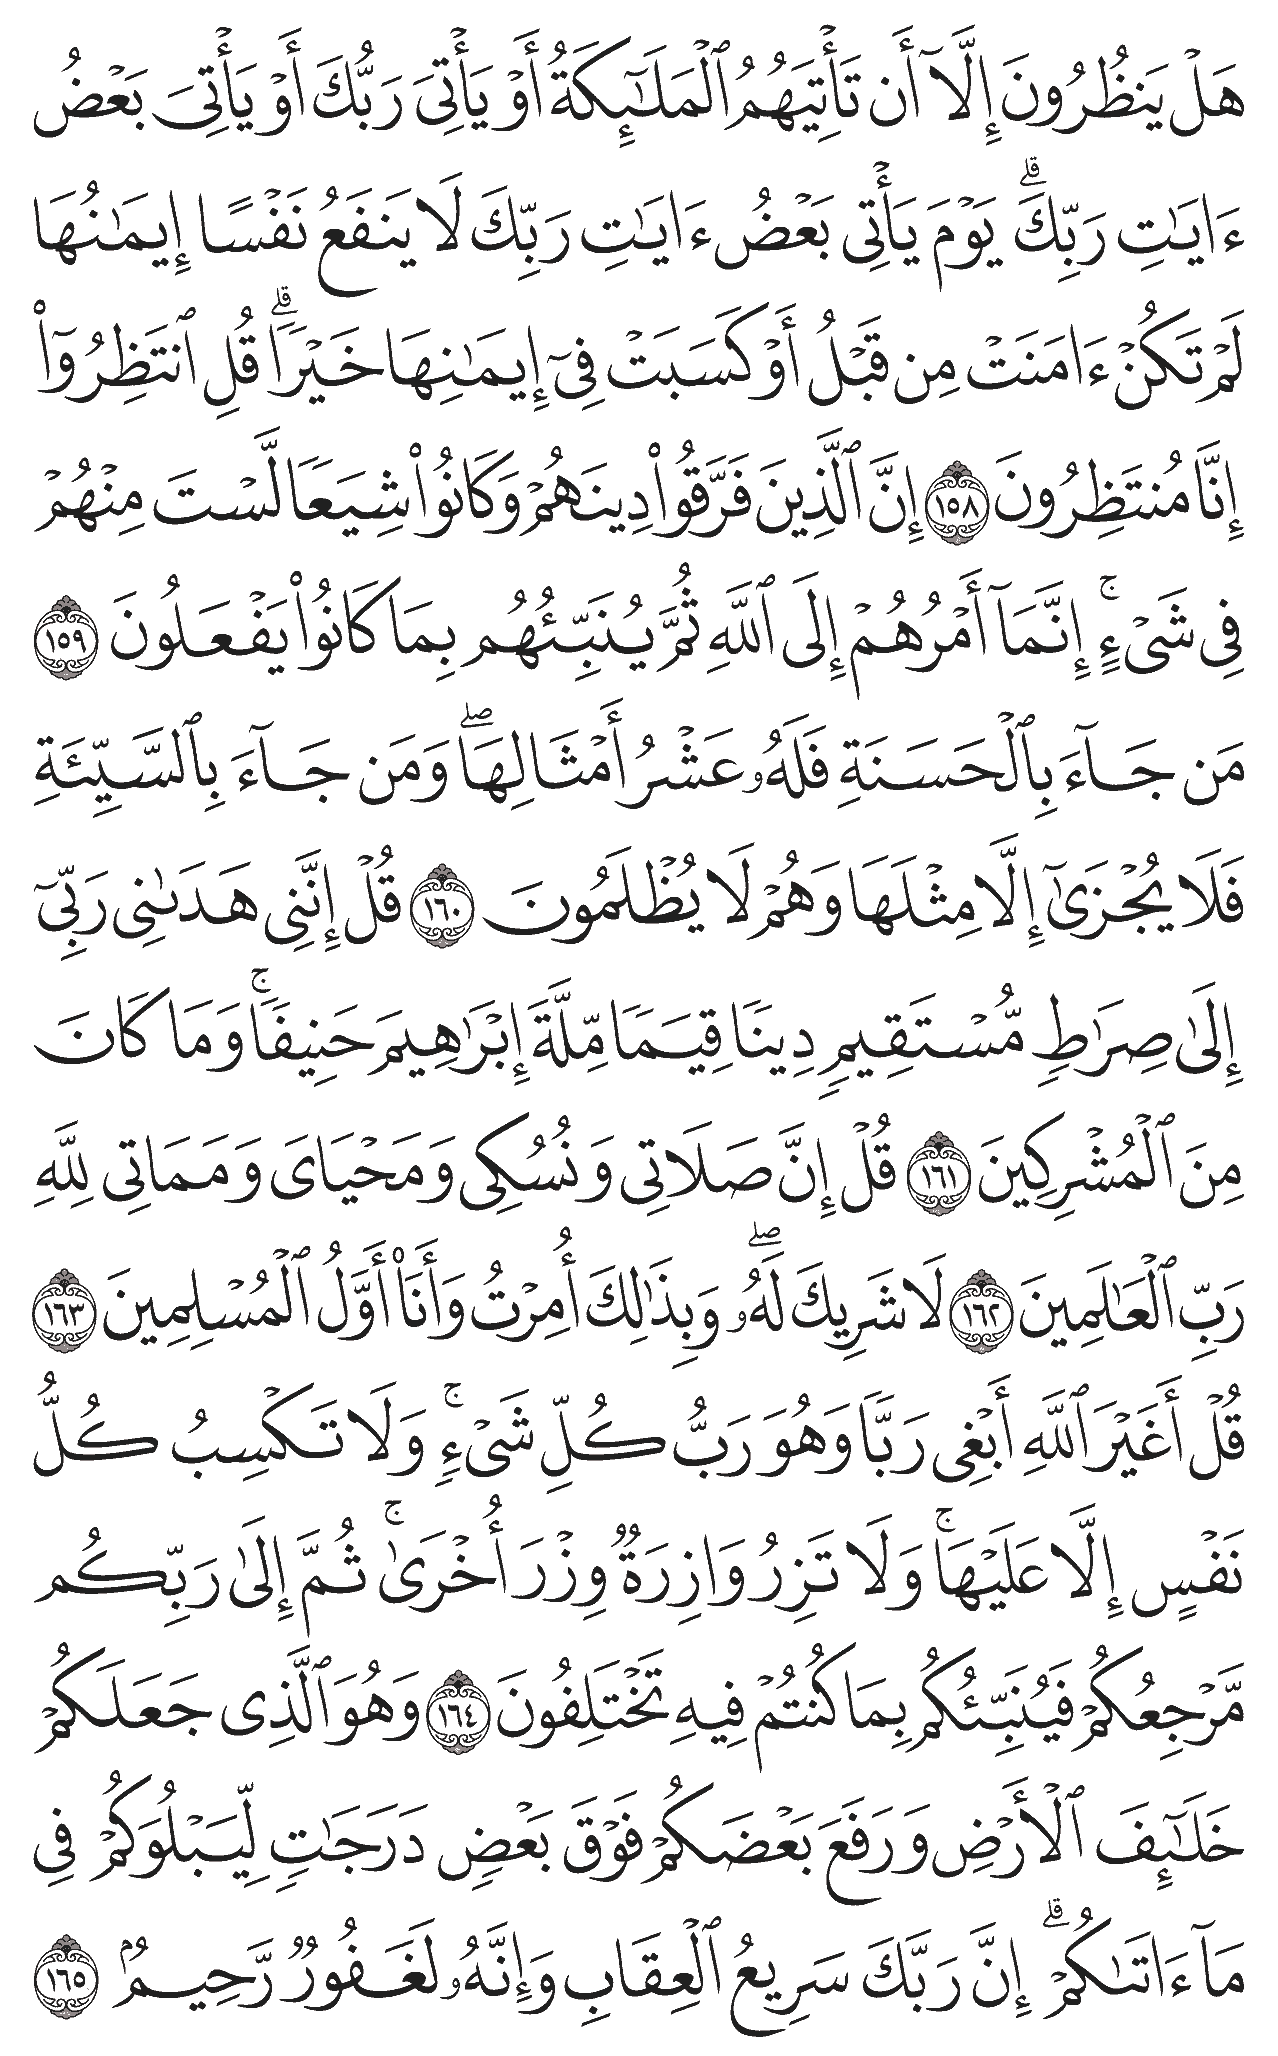 هَلۡ يَنظُرُونَ إِلَّآ أَن تَأۡتِيَهُمُ ٱلۡمَلَـٰٓئِكَةُ أَوۡ يَأۡتِيَ رَبُّكَ أَوۡ يَأۡتِيَ بَعۡضُ
ءَايَـٰتِ رَبِّكَۗ يَوۡمَ يَأۡتِي بَعۡضُ ءَايَـٰتِ رَبِّكَ لَا يَنفَعُ نَفۡسًا إِيمَـٰنُهَا
لَمۡ تَكُنۡ ءَامَنَتۡ مِن قَبۡلُ أَوۡ كَسَبَتۡ فِيٓ إِيمَـٰنِهَا خَيۡرٗاۗ قُلِ ٱنتَظِرُوٓاْ
إِنَّا مُنتَظِرُونَ ١٥٨ إِنَّ ٱلَّذِينَ فَرَّقُواْ دِينَهُمۡ وَكَانُواْ شِيَعٗا لَّسۡتَ مِنۡهُمۡ
فِي شَيۡءٍۚ إِنَّمَآ أَمۡرُهُمۡ إِلَى ٱللَّهِ ثُمَّ يُنَبِّئُهُم بِمَا كَانُواْ يَفۡعَلُونَ ١٥٩
مَن جَآءَ بِٱلۡحَسَنَةِ فَلَهُۥ عَشۡرُ أَمۡثَالِهَاۖ وَمَن جَآءَ بِٱلسَّيِّئَةِ
فَلَا يُجۡزَىٰٓ إِلَّا مِثۡلَهَا وَهُمۡ لَا يُظۡلَمُونَ ١٦٠ قُلۡ إِنَّنِي هَدَىٰنِي رَبِّيٓ
إِلَىٰ صِرَٰطٖ مُّسۡتَقِيمٖ دِينٗا قِيَمٗا مِّلَّةَ إِبۡرَٰهِيمَ حَنِيفٗاۚ وَمَا كَانَ
مِنَ ٱلۡمُشۡرِكِينَ ١٦١ قُلۡ إِنَّ صَلَاتِي وَنُسُكِي وَمَحۡيَايَ وَمَمَاتِي لِلَّهِ
رَبِّ ٱلۡعَـٰلَمِينَ ١٦٢ لَا شَرِيكَ لَهُۥۖ وَبِذَٰلِكَ أُمِرۡتُ وَأَنَا۠ أَوَّلُ ٱلۡمُسۡلِمِينَ ١٦٣
قُلۡ أَغَيۡرَ ٱللَّهِ أَبۡغِي رَبّٗا وَهُوَ رَبُّ كُلِّ شَيۡءٖۚ وَلَا تَكۡسِبُ كُلُّ
نَفۡسٍ إِلَّا عَلَيۡهَاۚ وَلَا تَزِرُ وَازِرَةٞ وِزۡرَ أُخۡرَىٰۚ ثُمَّ إِلَىٰ رَبِّكُم
مَّرۡجِعُكُمۡ فَيُنَبِّئُكُم بِمَا كُنتُمۡ فِيهِ تَخۡتَلِفُونَ ١٦٤ وَهُوَ ٱلَّذِي جَعَلَكُمۡ
خَلَـٰٓئِفَ ٱلۡأَرۡضِ وَرَفَعَ بَعۡضَكُمۡ فَوۡقَ بَعۡضٖ دَرَجَـٰتٖ لِّيَبۡلُوَكُمۡ فِي
مَآ ءَاتَىٰكُمۡۗ إِنَّ رَبَّكَ سَرِيعُ ٱلۡعِقَابِ وَإِنَّهُۥ لَغَفُورٞ رَّحِيمُۢ ١٦٥